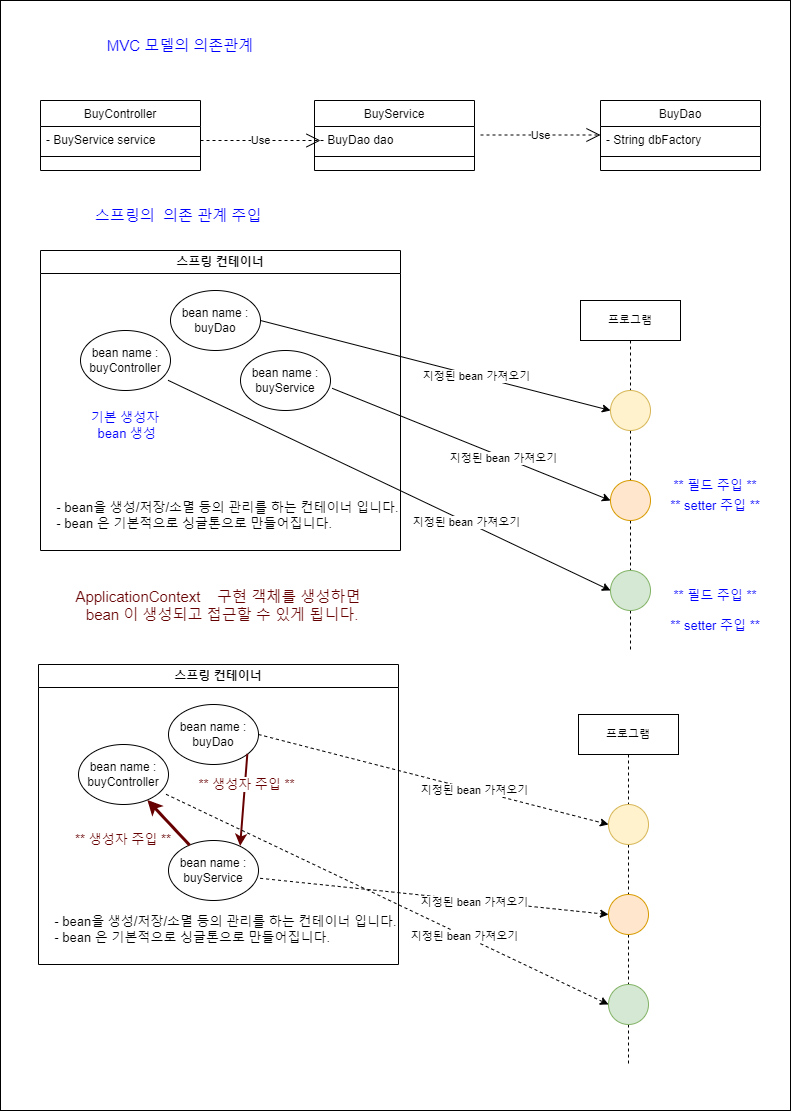 MVC 모델의 의존관계
BuyController
- BuyService service
Use
BuyService
- BuyDao dao
Use
BuyDao
- String dbFactory
스프링의 의존 관계 주입
스프링 컨테이너
bean name :
buyDao
bean name :
buyController
bean name :
buyService
기본 생성자
bean 생성
- bean을 생성/저장/소멸 등의 관리를 하는 컨테이너 입니다.
- bean 은 기본적으로 싱글톤으로 만들어집니다.
프로그램
지정된 bean 가져오기
지정된 bean 가져오기
지정된 bean 가져오기
** 필드 주입 **
** setter 주입 **
** 필드 주입 **
** setter 주입 **
ApplicationContext 구현 객체를 생성하면
bean 이 생성되고 접근할 수 있게 됩니다.
스프링 컨테이너
bean name :
buyDao
bean name :
buyController
** 생성자 주입 **
** 생성자 주입 **
bean name :
buyService
- bean을 생성/저장/소멸 등의 관리를 하는 컨테이너 입니다.
- bean 은 기본적으로 싱글톤으로 만들어집니다.
프로그램
지정된 bean 가져오기
지정된 bean 가져오기
지정된 bean 가져오기